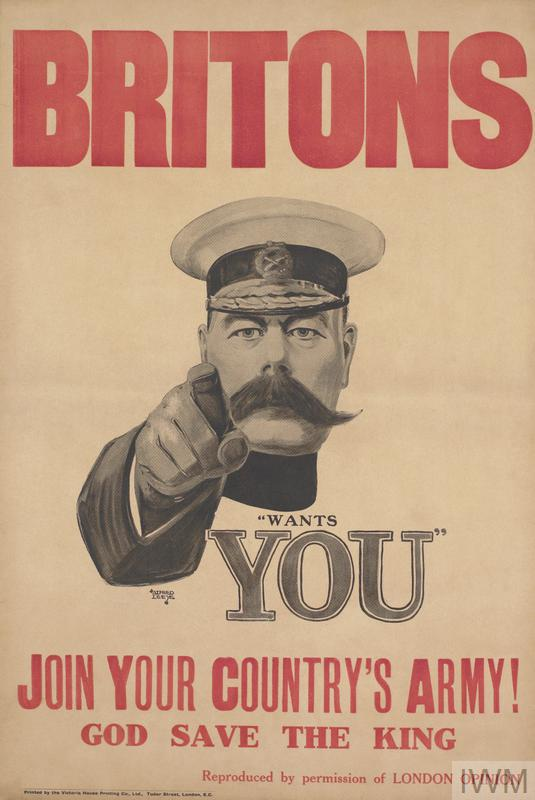 BRITONS
"WANTS
YOU"
ALFRED
LEETE
JOIN YOUR COUNTRY'S ARMY!
GOD SAVE THE KING
Reproduced by permission of LONDON OPINION
IWM
Printed by the Victoria House Printing Co., Ltd., Tudor Street, London, E.C.